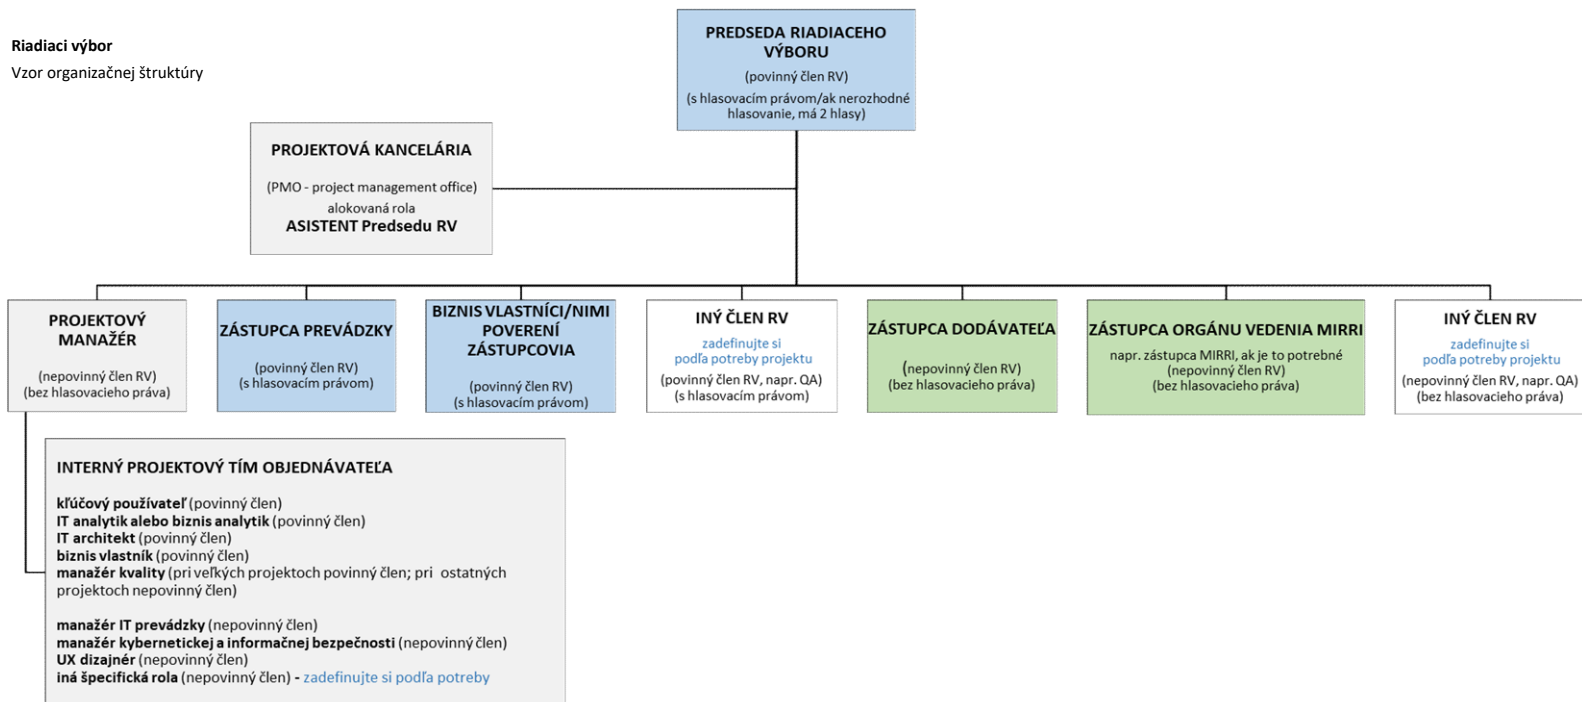 Riadiaci výbor
Vzor organizačnej štruktúry
PREDSEDA RIADIACEHO
VÝBORU
(povinný člen RV)
(s hlasovacím právom/ak nerozhodné
hlasovanie, má 2 hlasy)
PROJEKTOVÁ KANCELÁRIA
(PMO - project management office)
alokovaná rola
ASISTENT Predsedu RV
PROJEKTOVÝ
MANAŽÉR
(nepovinný člen RV)
(bez hlasovacieho práva)
ZÁSTUPCA PREVÁDZKY
(povinný člen RV)
(s hlasovacím právom)
BIZNIS VLASTNÍCI/NIMI
POVERENÍ
ZÁSTUPCOVIA
(povinný člen RV)
(s hlasovacím právom)
INÝ ČLEN RV
zadefinujte si
podľa potreby projektu
(povinný člen RV, napr. QA)
(s hlasovacím právom)
ZÁSTUPCA DODÁVATEĽA
(nepovinný člen RV)
(bez hlasovacieho práva)
ZÁSTUPCA ORGÁNU VEDENIA MIRRI
napr. zástupca MIRRI, ak je to potrebné
(nepovinný člen RV)
(bez hlasovacieho práva)
INÝ ČLEN RV
zadefinujte si
podľa potreby projektu
(nepovinný člen RV, napr. QA)
(bez hlasovacieho práva)
INTERNÝ PROJEKTOVÝ TÍM OBJEDNÁVATEĽA
kľúčový používateľ (povinný člen)
IT analytik alebo biznis analytik (povinný člen)
IT architekt (povinný člen)
biznis vlastník (povinný člen)
manažér kvality (pri veľkých projektoch povinný člen; pri ostatných
projektoch nepovinný člen)
manažér IT prevádzky (nepovinný člen)
manažér kybernetickej a informačnej bezpečnosti (nepovinný člen)
UX dizajnér (nepovinný člen)
iná špecifická rola (nepovinný člen) - zadefinujte si podľa potreby